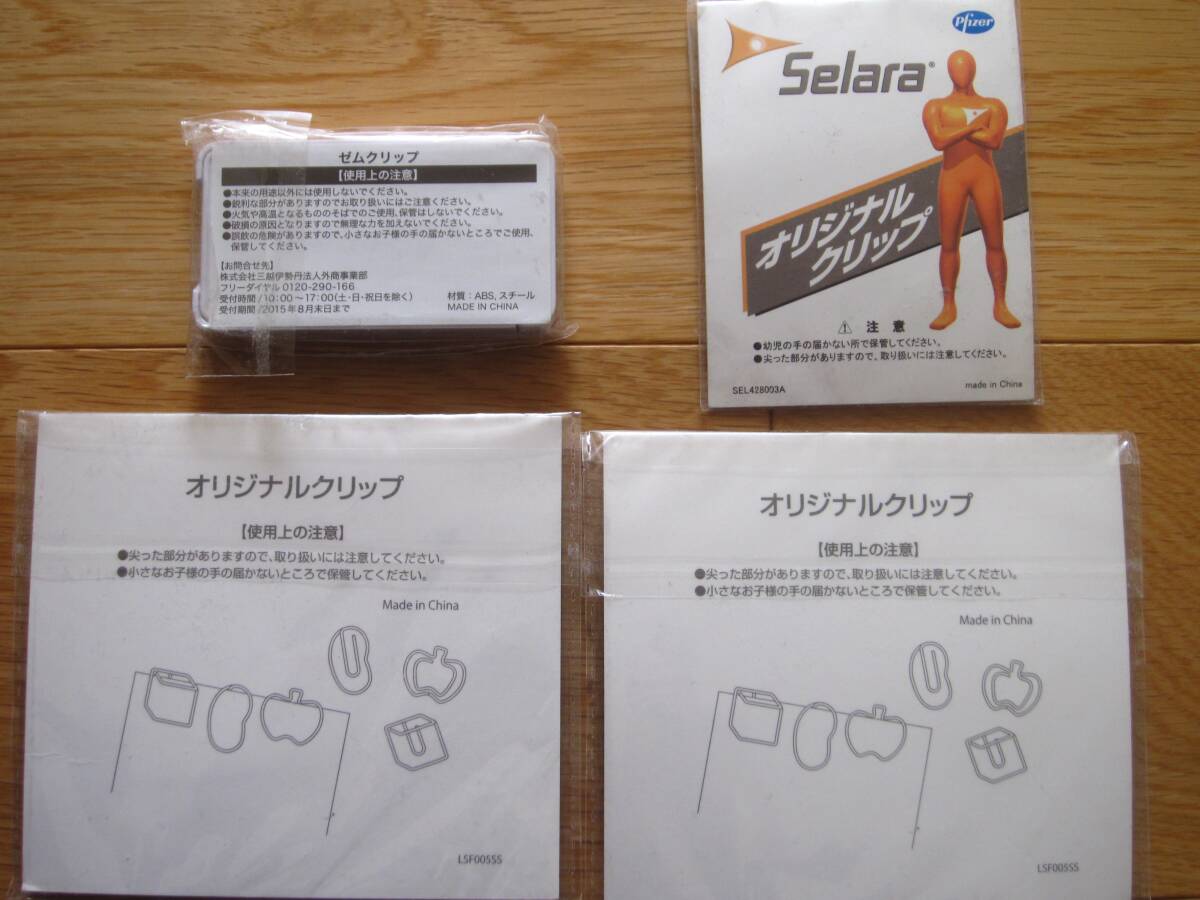 ゼムクリップ
【使用上の注意】
●本来の用途以外には使用しないでください。
●鋭利な部分がありますのでお取り扱いにはご注意ください。
●火気や高温となるもののそばでのご使用、保管はしないでください。
●破損の原因となりますので無理な力を加えないでください。
●誤飲の危険がありますので、小さなお子様の手の届かないところでご使用、
保管してください。
【お問合せ先】
株式会社三越伊勢丹法人外商事業部
フリーダイヤル 0120-290-166
受付時間/10:00~17:00(土・日・祝日を除く)
受付期間/2015年8月末日まで
材質:ABS,スチール
MADE IN CHINA
Pfizer
Selara®
オリジナル
クリップ
⚠ 注意
●幼児の手の届かない所で保管してください。
●尖った部分がありますので、取り扱いには注意してください。
SEL428003A
made in China
オリジナルクリップ
【使用上の注意】
●尖った部分がありますので、取り扱いには注意してください。
●小さなお子様の手の届かないところで保管してください。
Made in China
LSF005SS
オリジナルクリップ
【使用上の注意】
●尖った部分がありますので、取り扱いには注意してください。
●小さなお子様の手の届かないところで保管してください。
Made in China
LSF005SS